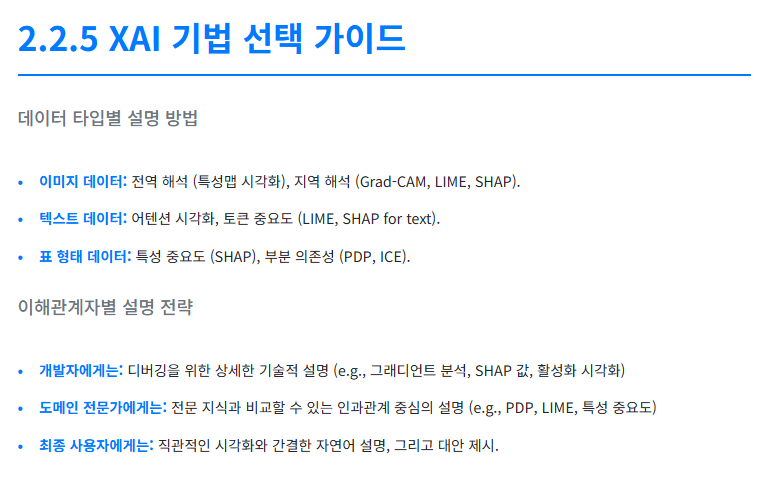 2.2.5 XAI 기법 선택 가이드
데이터 타입별 설명 방법
• 이미지 데이터: 전역 해석 (특성맵 시각화), 지역 해석 (Grad-CAM, LIME, SHAP).
• 텍스트 데이터: 어텐션 시각화, 토큰 중요도 (LIME, SHAP for text).
• 표 형태 데이터: 특성 중요도 (SHAP), 부분 의존성 (PDP, ICE).
이해관계자별 설명 전략
• 개발자에게는: 디버깅을 위한 상세한 기술적 설명 (e.g., 그래디언트 분석, SHAP 값, 활성화 시각화)
• 도메인 전문가에게는: 전문 지식과 비교할 수 있는 인과관계 중심의 설명 (e.g., PDP, LIME, 특성 중요도)
• 최종 사용자에게는: 직관적인 시각화와 간결한 자연어 설명, 그리고 대안 제시.